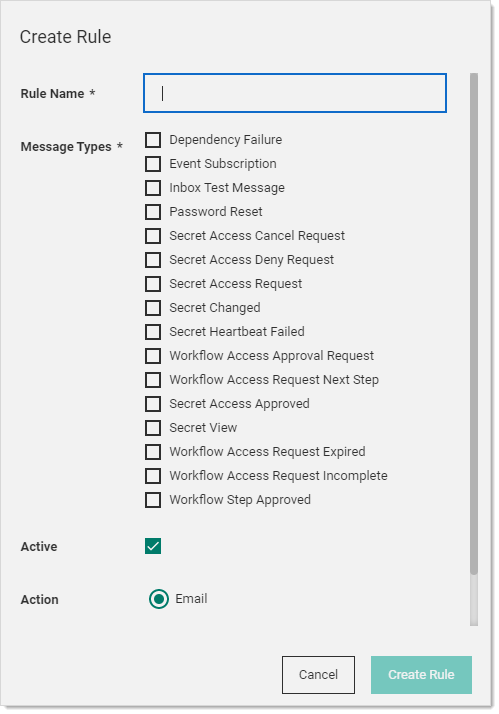 Create Rule
Rule Name *
Message Types *
Dependency Failure
Event Subscription
Inbox Test Message
Password Reset
Secret Access Cancel Request
Secret Access Deny Request
Secret Access Request
Secret Changed
Secret Heartbeat Failed
Workflow Access Approval Request
Workflow Access Request Next Step
Secret Access Approved
Secret View
Workflow Access Request Expired
Workflow Access Request Incomplete
Workflow Step Approved
Active
Action
Email
Cancel
Create Rule